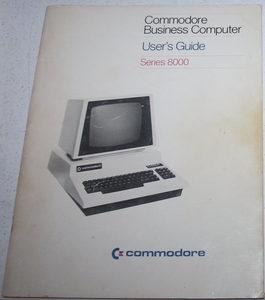 Commodore
Business Computer
User's Guide
Series 8000
commodore